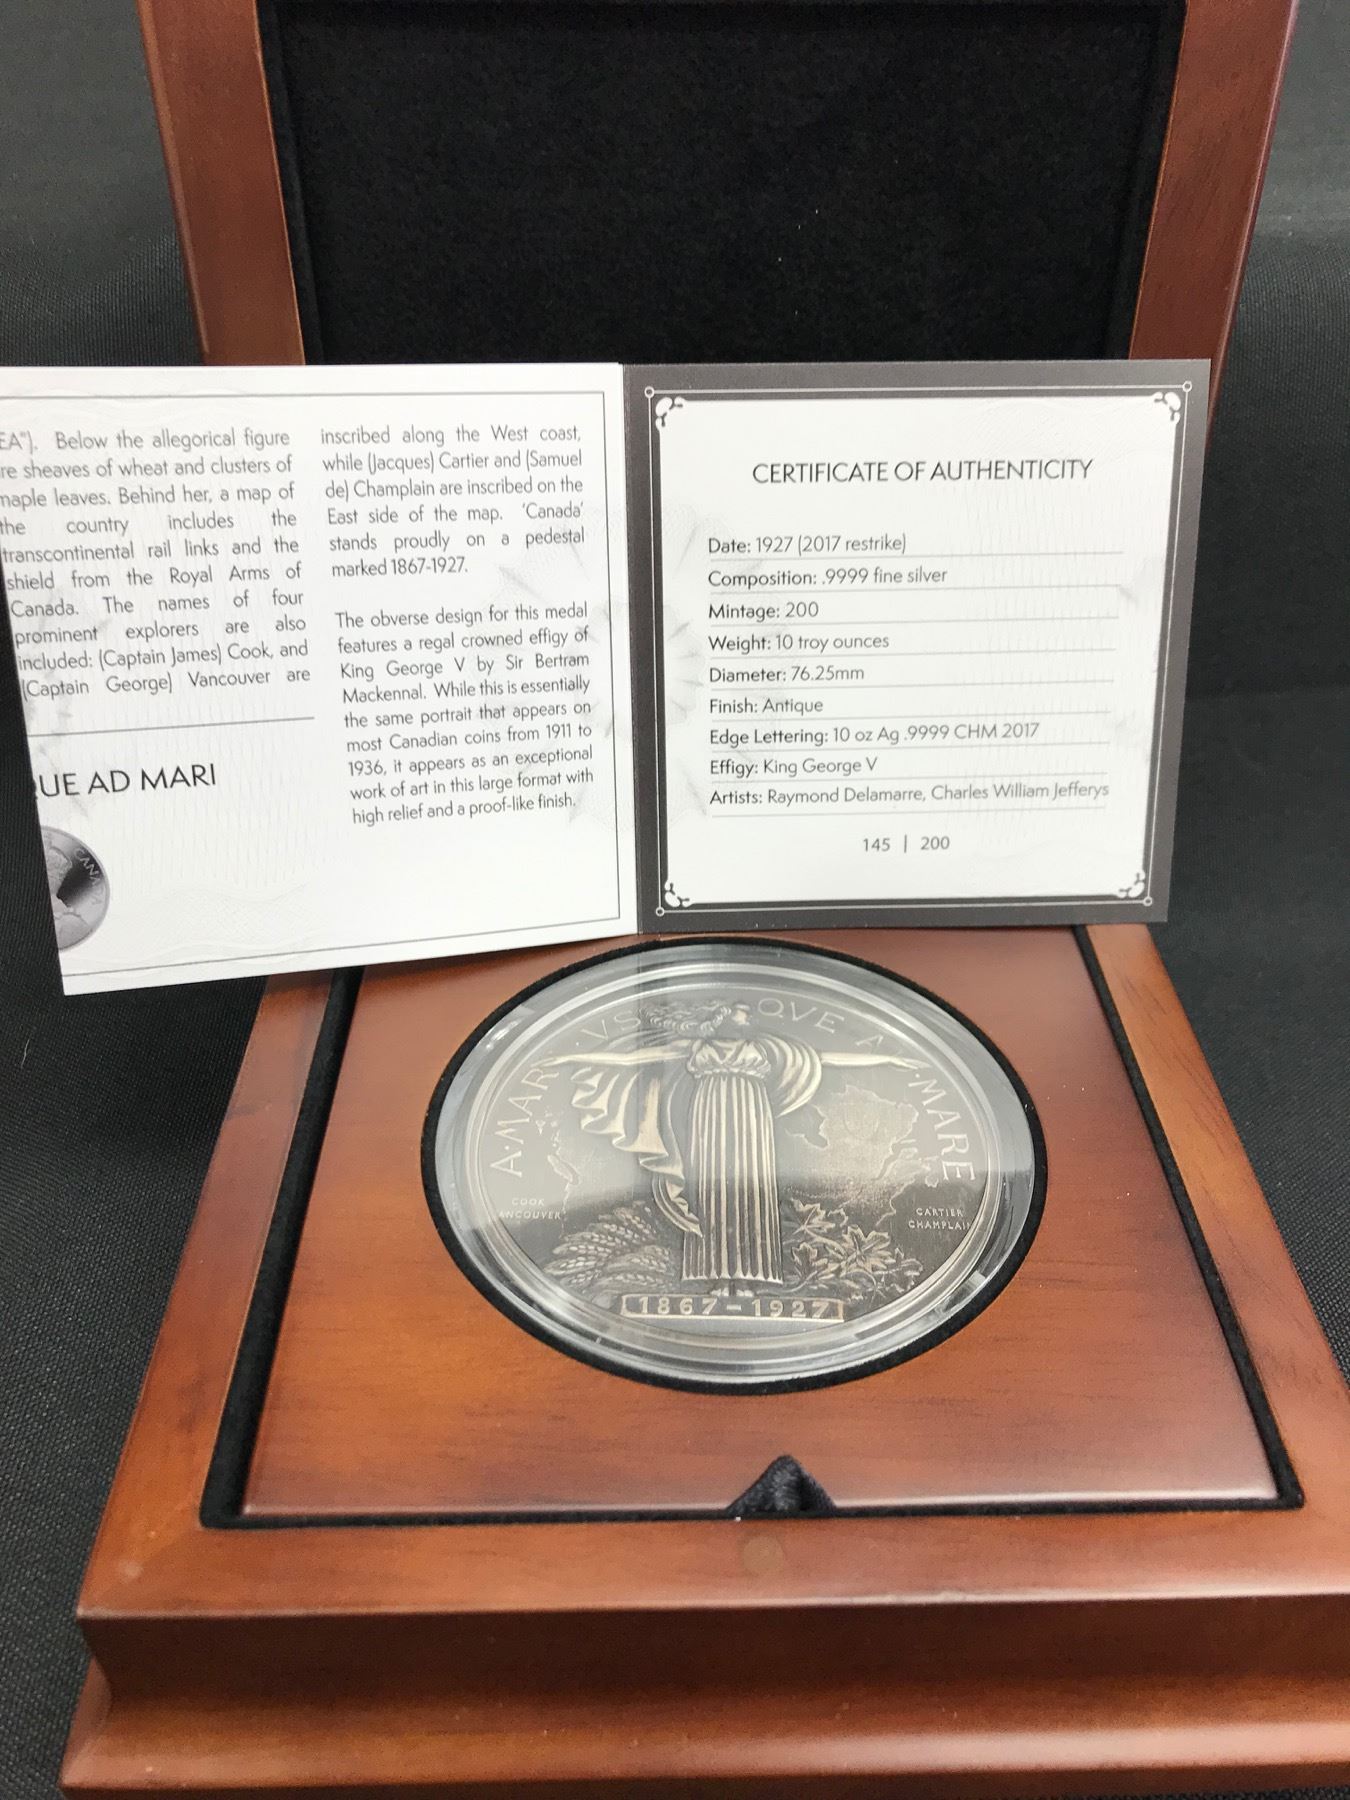 EA"). Below the allegorical figure
re sheaves of wheat and clusters of
maple leaves. Behind her, a map of
the country includes the
transcontinental rail links and the
shield from the Royal Arms of
Canada. The names of four
prominent explorers are also
included: (Captain James) Cook, and
(Captain George) Vancouver are
inscribed along the West coast,
while (Jacques) Cartier and (Samuel
de) Champlain are inscribed on the
East side of the map. 'Canada'
stands proudly on a pedestal
marked 1867-1927.
The obverse design for this medal
features a regal crowned effigy of
King George V by Sir Bertram
Mackennal. While this is essentially
the same portrait that appears on
most Canadian coins from 1911 to
1936, it appears as an exceptional
work of art in this large format with
high relief and a proof-like finish.
QUE AD MARI
CANADA
CERTIFICATE OF AUTHENTICITY
Date: 1927 (2017 restrike)
Composition: .9999 fine silver
Mintage: 200
Weight: 10 troy ounces
Diameter: 76.25mm
Finish: Antique
Edge Lettering: 10 oz Ag .9999 CHM 2017
Effigy: King George V
Artists: Raymond Delamarre, Charles William Jefferys
145 | 200
A·MARI VSQVE A·MARE
COOK
ANCOUVER
CARTIER
CHAMPLAIN
1867-1927